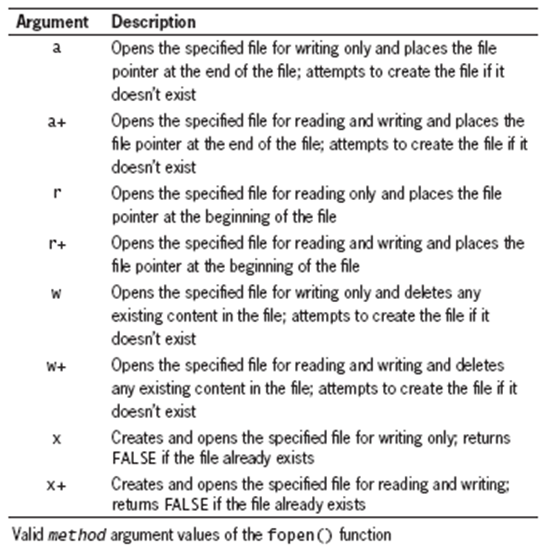 Argument Description
a Opens the specified file for writing only and places the file
pointer at the end of the file; attempts to create the file if it
doesn't exist
a+ Opens the specified file for reading and writing and places the
file pointer at the end of the file; attempts to create the file if it
doesn't exist
r Opens the specified file for reading only and places the file
pointer at the beginning of the file
r+ Opens the specified file for reading and writing and places the
file pointer at the beginning of the file
w Opens the specified file for writing only and deletes any
existing content in the file; attempts to create the file if it
doesn't exist
w+ Opens the specified file for reading and writing and deletes
any existing content in the file; attempts to create the file if it
doesn't exist
x Creates and opens the specified file for writing only; returns
FALSE if the file already exists
x+ Creates and opens the specified file for reading and writing;
returns FALSE if the file already exists
Valid method argument values of the fopen() function